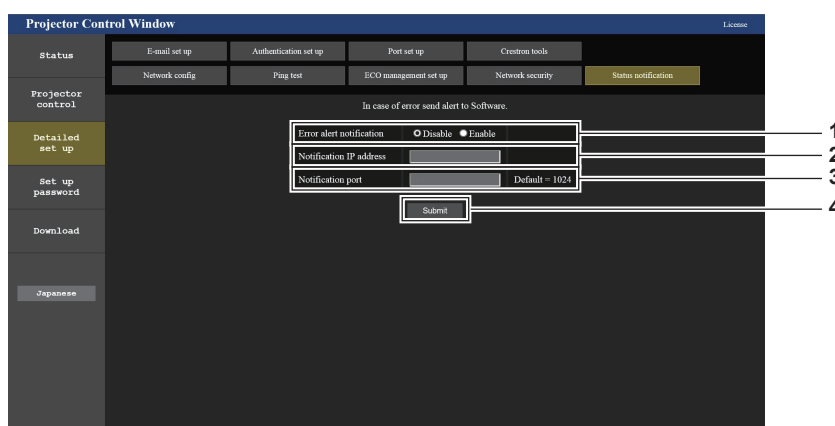 Projector Control Window
License
Status
E-mail set up
Authentication set up
Port set up
Crestron tools
Network config
Ping test
ECO management set up
Network security
Status notification
Projector
control
Detailed
set up
Set up
password
Download
Japanese
In case of error send alert to Software.
Error alert notification Disable Enable
1
Notification IP address
2
Notification port Default = 1024
3
Submit
4